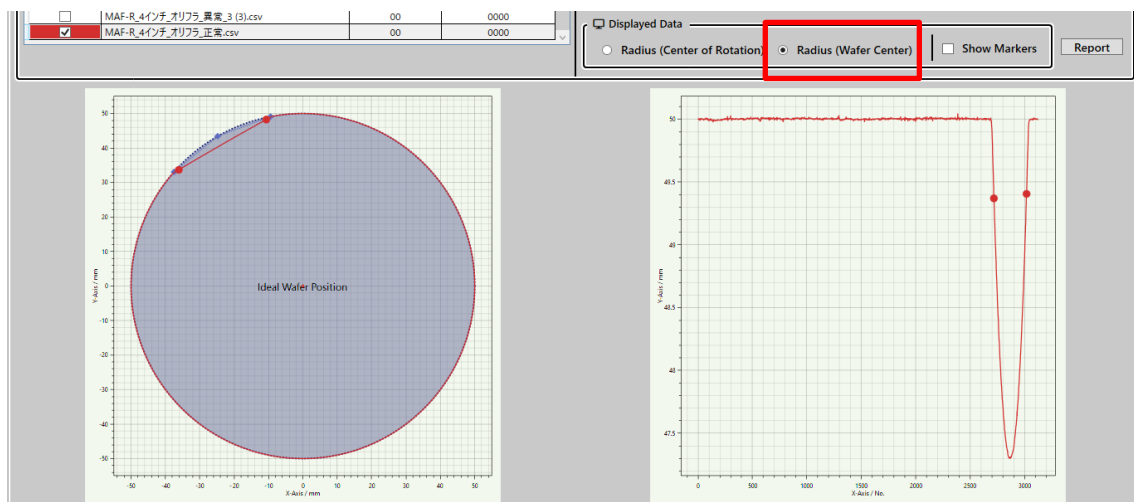 MAF-R_4インチ_オリフラ_異常_3 (3).csv 00 0000
MAF-R_4インチ_オリフラ_正常.csv 00 0000
Displayed Data
Radius (Center of Rotation) Radius (Wafer Center) Show Markers Report
50
40
30
20
10
0
-10
-20
-30
-40
-50
Y-Axis / mm
Ideal Wafer Position
-50 -40 -30 -20 -10 0 10 20 30 40 50
X-Axis / mm
50
49.5
49
48.5
48
47.5
Y-Axis / mm
0 500 1000 1500 2000 2500 3000
X-Axis / No.